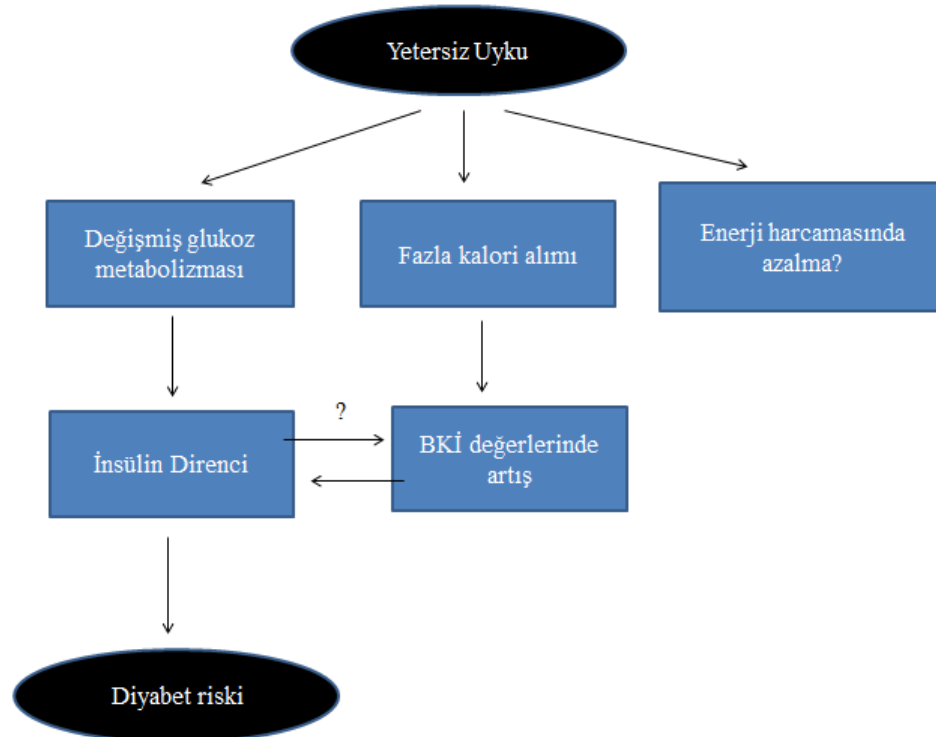 Yetersiz Uyku
Değişmiş glukoz
metabolizması
Fazla kalori alımı
Enerji harcamasında
azalma?
İnsülin Direnci
?
BKİ değerlerinde
artış
Diyabet riski